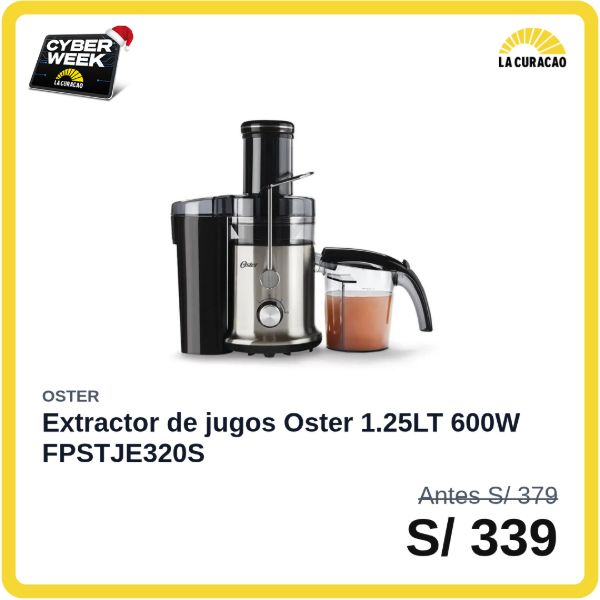 CYBER
WEEK
LA CURACAO
LA CURACAO
Oster
OSTER
Extractor de jugos Oster 1.25LT 600W
FPSTJE320S
Antes S/ 379
S/ 339